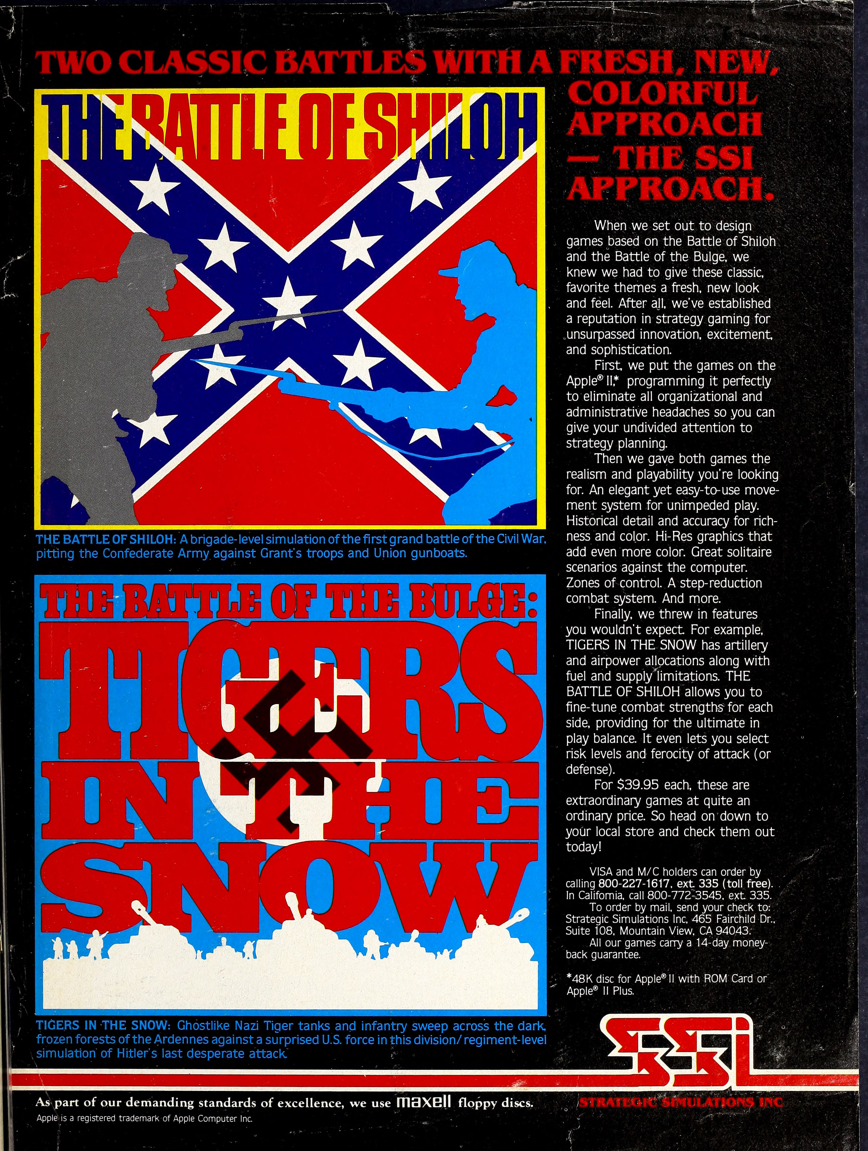 TWO CLASSIC BATTLES WITH A FRESH, NEW,
COLORFUL
APPROACH
— THE SSI
APPROACH.
THE BATTLE OF SHILOH
THE BATTLE OF SHILOH: A brigade-level simulation of the first grand battle of the Civil War,
pitting the Confederate Army against Grant's troops and Union gunboats.
THE BATTLE OF THE BULGE:
TIGERS
IN THE
SNOW
TIGERS IN THE SNOW: Ghostlike Nazi Tiger tanks and infantry sweep across the dark,
frozen forests of the Ardennes against a surprised U.S. force in this division/regiment-level
simulation of Hitler's last desperate attack.
When we set out to design
games based on the Battle of Shiloh
and the Battle of the Bulge, we
knew we had to give these classic,
favorite themes a fresh, new look
and feel. After all, we've established
a reputation in strategy gaming for
unsurpassed innovation, excitement,
and sophistication.
First, we put the games on the
Apple® II,* programming it perfectly
to eliminate all organizational and
administrative headaches so you can
give your undivided attention to
strategy planning.
Then we gave both games the
realism and playability you're looking
for. An elegant yet easy-to-use move-
ment system for unimpeded play.
Historical detail and accuracy for rich-
ness and color. Hi-Res graphics that
add even more color. Great solitaire
scenarios against the computer.
Zones of control. A step-reduction
combat system. And more.
Finally, we threw in features
you wouldn't expect. For example,
TIGERS IN THE SNOW has artillery
and airpower allocations along with
fuel and supply limitations. THE
BATTLE OF SHILOH allows you to
fine-tune combat strengths for each
side, providing for the ultimate in
play balance. It even lets you select
risk levels and ferocity of attack (or
defense).
For $39.95 each, these are
extraordinary games at quite an
ordinary price. So head on down to
your local store and check them out
today!
VISA and M/C holders can order by
calling 800-227-1617, ext. 335 (toll free).
In California, call 800-772-3545, ext. 335.
To order by mail, send your check to:
Strategic Simulations Inc, 465 Fairchild Dr.,
Suite 108, Mountain View, CA 94043.
All our games carry a 14-day money-
back guarantee.
*48K disc for Apple® II with ROM Card or
Apple® II Plus.
SSI
STRATEGIC SIMULATIONS INC
As part of our demanding standards of excellence, we use maxell floppy discs.
Apple is a registered trademark of Apple Computer Inc.